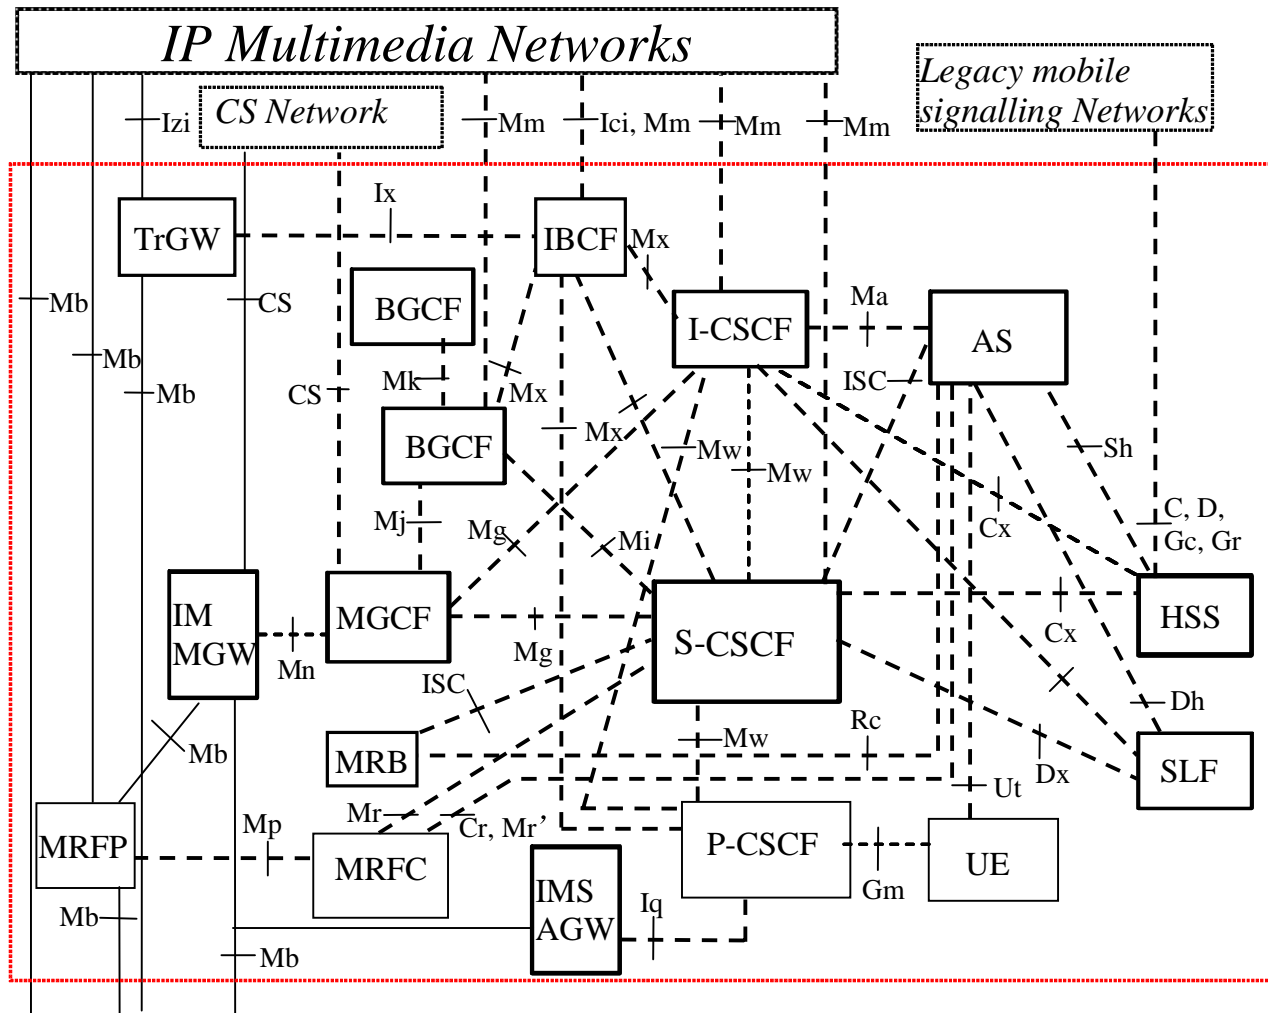 IP Multimedia Networks
Legacy mobile
signalling Networks
CS Network
Izi
Mm
Ici, Mm
Mm
Mm
Ix
TrGW
IBCF
Mx
Mb
CS
BGCF
I-CSCF
Ma
AS
Mb
Mb
Mk
CS
Mx
ISC
BGCF
Mx
Mw
Mw
Sh
Mj
Mg
Mi
Cx
C, D,
Gc, Gr
IM
MGW
Mn
MGCF
Mg
S-CSCF
Cx
HSS
ISC
Mb
MRB
Mw
Rc
Dh
Dx
SLF
Ut
Mr
Cr, Mr’
MRFP
Mp
MRFC
P-CSCF
Gm
UE
Mb
IMS
AGW
Iq
Mb